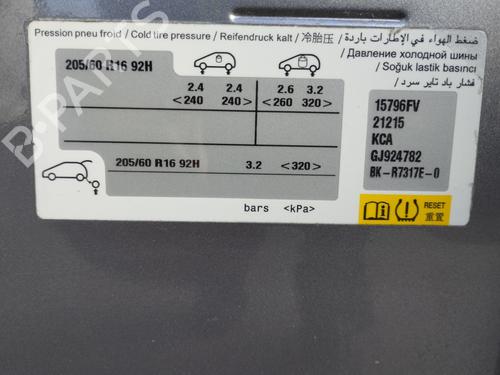 Pression pneu froid / Cold tire pressure / Reifendruck kalt / 冷胎压 / ضغط الهواء في الإطارات باردة
/ Давление холодной шины
/ Soğuk lastik basıncı
/ فشار باد تایر سرد
205/60 R16 92H
2.4 2.4 2.6 3.2
<240 240> <260 320>
205/60 R16 92H 3.2 <320>
bars <kPa>
15796FV
21215
KCA
GJ924782
BK-R7317E-0
i RESET
重置
B-PARTS